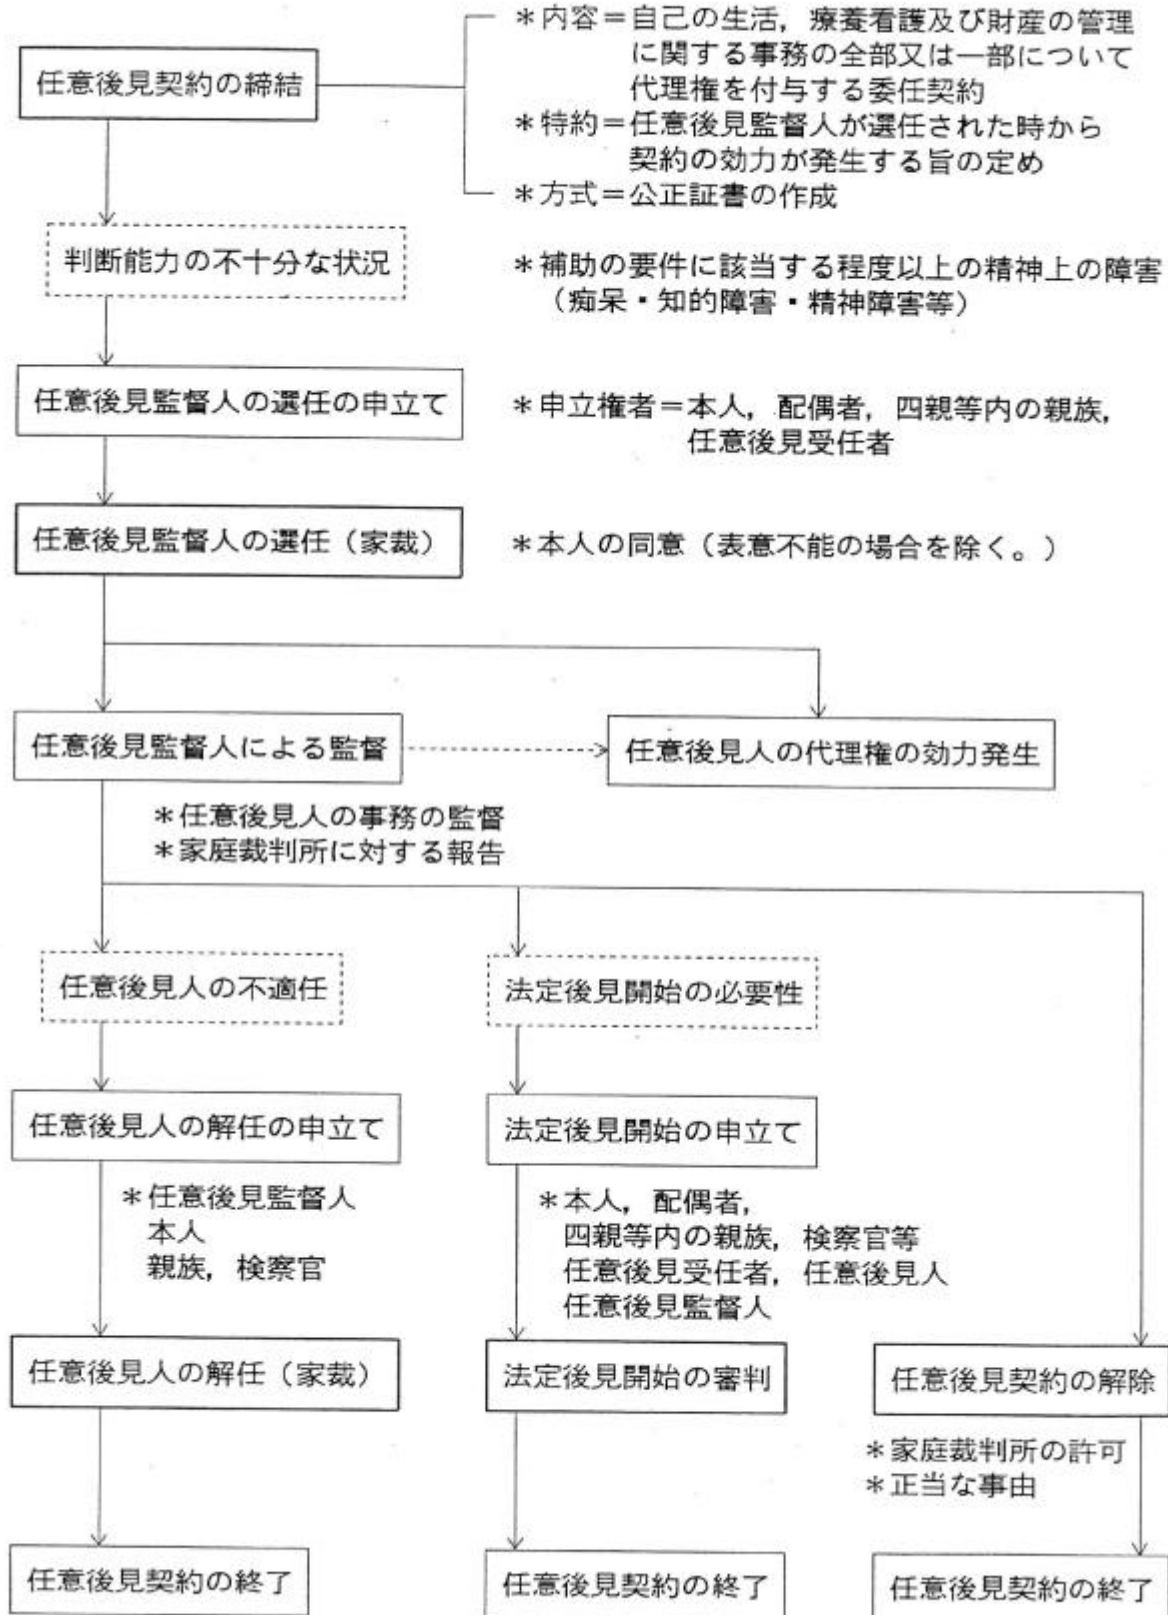 任意後見契約の締結
＊内容＝自己の生活，療養看護及び財産の管理
に関する事務の全部又は一部について
代理権を付与する委任契約
＊特約＝任意後見監督人が選任された時から
契約の効力が発生する旨の定め
＊方式＝公正証書の作成
判断能力の不十分な状況
＊補助の要件に該当する程度以上の精神上の障害
（痴呆・知的障害・精神障害等）
任意後見監督人の選任の申立て
＊申立権者＝本人，配偶者，四親等内の親族，
任意後見受任者
任意後見監督人の選任（家裁）
＊本人の同意（表意不能の場合を除く。）
任意後見監督人による監督
任意後見人の代理権の効力発生
＊任意後見人の事務の監督
＊家庭裁判所に対する報告
任意後見人の不適任
法定後見開始の必要性
任意後見人の解任の申立て
法定後見開始の申立て
＊任意後見監督人
本人
親族，検察官
＊本人，配偶者，
四親等内の親族，検察官等
任意後見受任者，任意後見人
任意後見監督人
任意後見人の解任（家裁）
法定後見開始の審判
任意後見契約の解除
＊家庭裁判所の許可
＊正当な事由
任意後見契約の終了
任意後見契約の終了
任意後見契約の終了